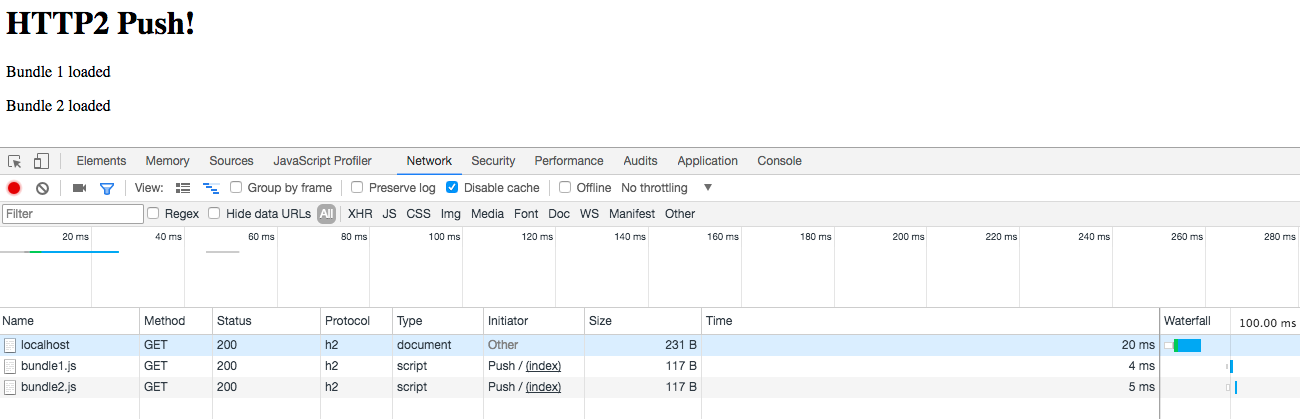 HTTP2 Push!
Bundle 1 loaded
Bundle 2 loaded
Elements Memory Sources JavaScript Profiler Network Security Performance Audits Application Console
View: Group by frame Preserve log Disable cache Offline No throttling
Filter Regex Hide data URLs All XHR JS CSS Img Media Font Doc WS Manifest Other
20 ms 40 ms 60 ms 80 ms 100 ms 120 ms 140 ms 160 ms 180 ms 200 ms 220 ms 240 ms 260 ms 280 ms
Name Method Status Protocol Type Initiator Size Time Waterfall 100.00 ms
localhost GET 200 h2 document Other 231 B 20 ms
bundle1.js GET 200 h2 script Push / (index) 117 B 4 ms
bundle2.js GET 200 h2 script Push / (index) 117 B 5 ms